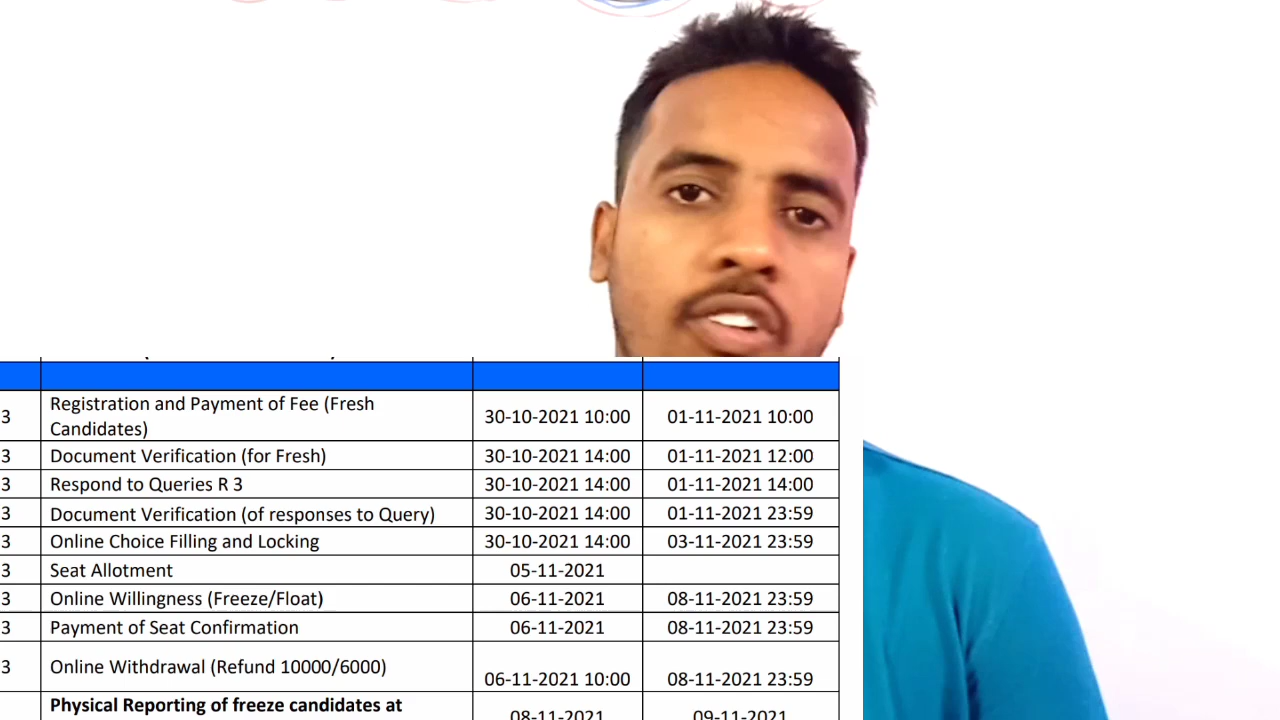 3 Registration and Payment of Fee (Fresh
Candidates) 30-10-2021 10:00 01-11-2021 10:00
3 Document Verification (for Fresh) 30-10-2021 14:00 01-11-2021 12:00
3 Respond to Queries R 3 30-10-2021 14:00 01-11-2021 14:00
3 Document Verification (of responses to Query) 30-10-2021 14:00 01-11-2021 23:59
3 Online Choice Filling and Locking 30-10-2021 14:00 03-11-2021 23:59
3 Seat Allotment 05-11-2021
3 Online Willingness (Freeze/Float) 06-11-2021 08-11-2021 23:59
3 Payment of Seat Confirmation 06-11-2021 08-11-2021 23:59
3 Online Withdrawal (Refund 10000/6000) 06-11-2021 10:00 08-11-2021 23:59
Physical Reporting of freeze candidates at 08-11-2021 09-11-2021